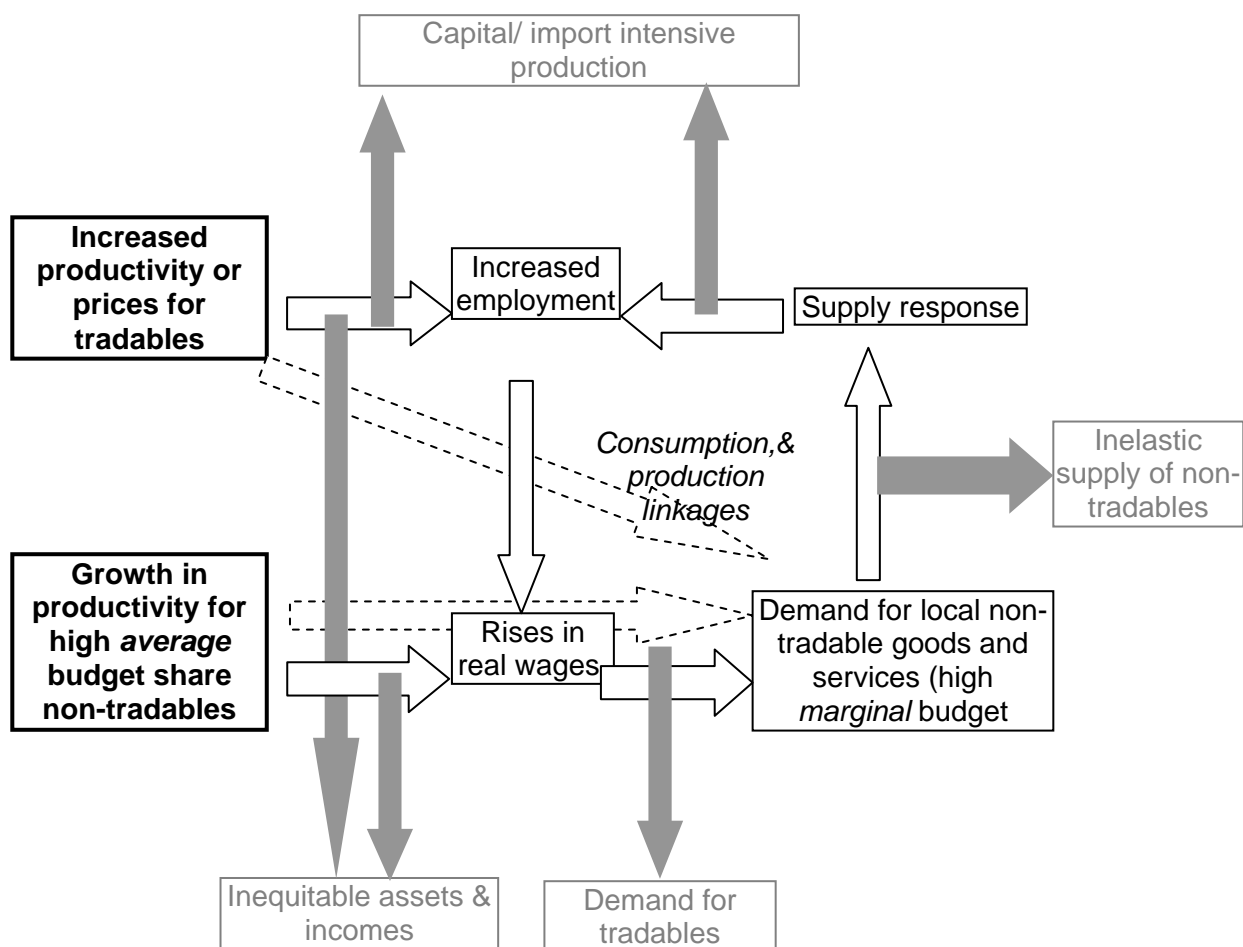 Capital/ import intensive
production
Increased
productivity or
prices for
tradables
Increased
employment
Supply response
Consumption,&
production
linkages
Inelastic
supply of non-
tradables
Growth in
productivity for
high average
budget share
non-tradables
Rises in
real wages
Demand for local non-
tradable goods and
services (high
marginal budget
Inequitable assets &
incomes
Demand for
tradables